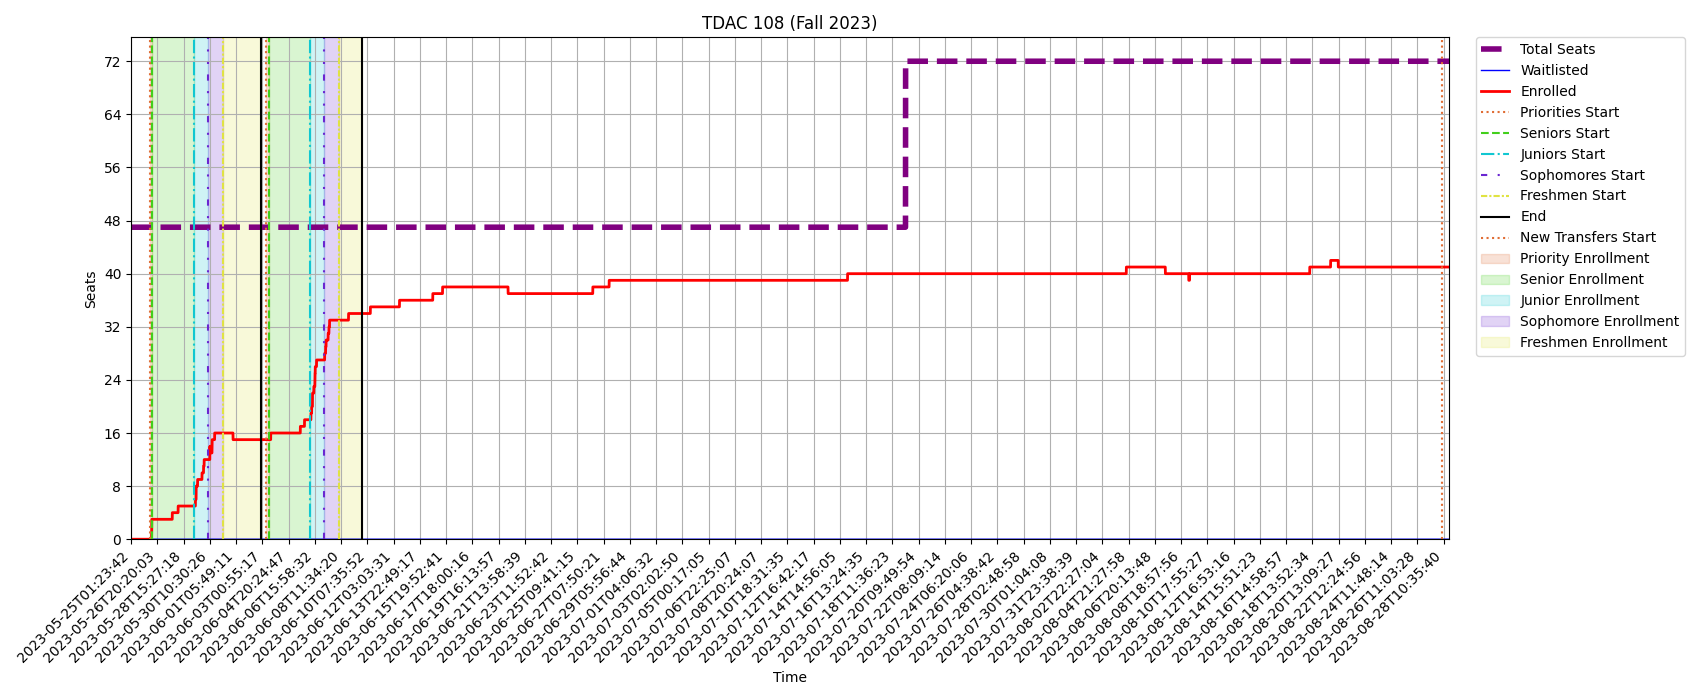 TDAC 108 (Fall 2023)
Seats
72
64
56
48
40
32
24
16
8
0
2023-05-25T01:23:42
2023-05-26T20:20:03
2023-05-28T15:27:18
2023-05-30T10:30:26
2023-06-01T05:49:11
2023-06-03T00:55:17
2023-06-04T20:24:47
2023-06-06T15:58:32
2023-06-08T11:34:20
2023-06-10T07:35:52
2023-06-12T03:03:31
2023-06-13T22:49:17
2023-06-15T19:52:41
2023-06-17T18:00:16
2023-06-19T16:13:57
2023-06-21T13:58:39
2023-06-23T11:52:42
2023-06-25T09:41:15
2023-06-27T07:50:21
2023-06-29T05:56:44
2023-07-01T04:06:32
2023-07-03T02:02:50
2023-07-05T00:17:05
2023-07-06T22:25:07
2023-07-08T20:24:07
2023-07-10T18:31:35
2023-07-12T16:42:17
2023-07-14T14:56:05
2023-07-16T13:24:35
2023-07-18T11:36:23
2023-07-20T09:49:54
2023-07-22T08:09:14
2023-07-24T06:20:06
2023-07-26T04:38:42
2023-07-28T02:48:58
2023-07-30T01:04:08
2023-07-31T23:38:39
2023-08-02T22:27:04
2023-08-04T21:27:58
2023-08-06T20:13:48
2023-08-08T18:57:56
2023-08-10T17:55:27
2023-08-12T16:53:16
2023-08-14T15:51:23
2023-08-16T14:58:57
2023-08-18T13:52:34
2023-08-20T13:09:27
2023-08-22T12:24:56
2023-08-24T11:48:14
2023-08-26T11:03:28
2023-08-28T10:35:40
Time
Total Seats
Waitlisted
Enrolled
Priorities Start
Seniors Start
Juniors Start
Sophomores Start
Freshmen Start
End
New Transfers Start
Priority Enrollment
Senior Enrollment
Junior Enrollment
Sophomore Enrollment
Freshmen Enrollment